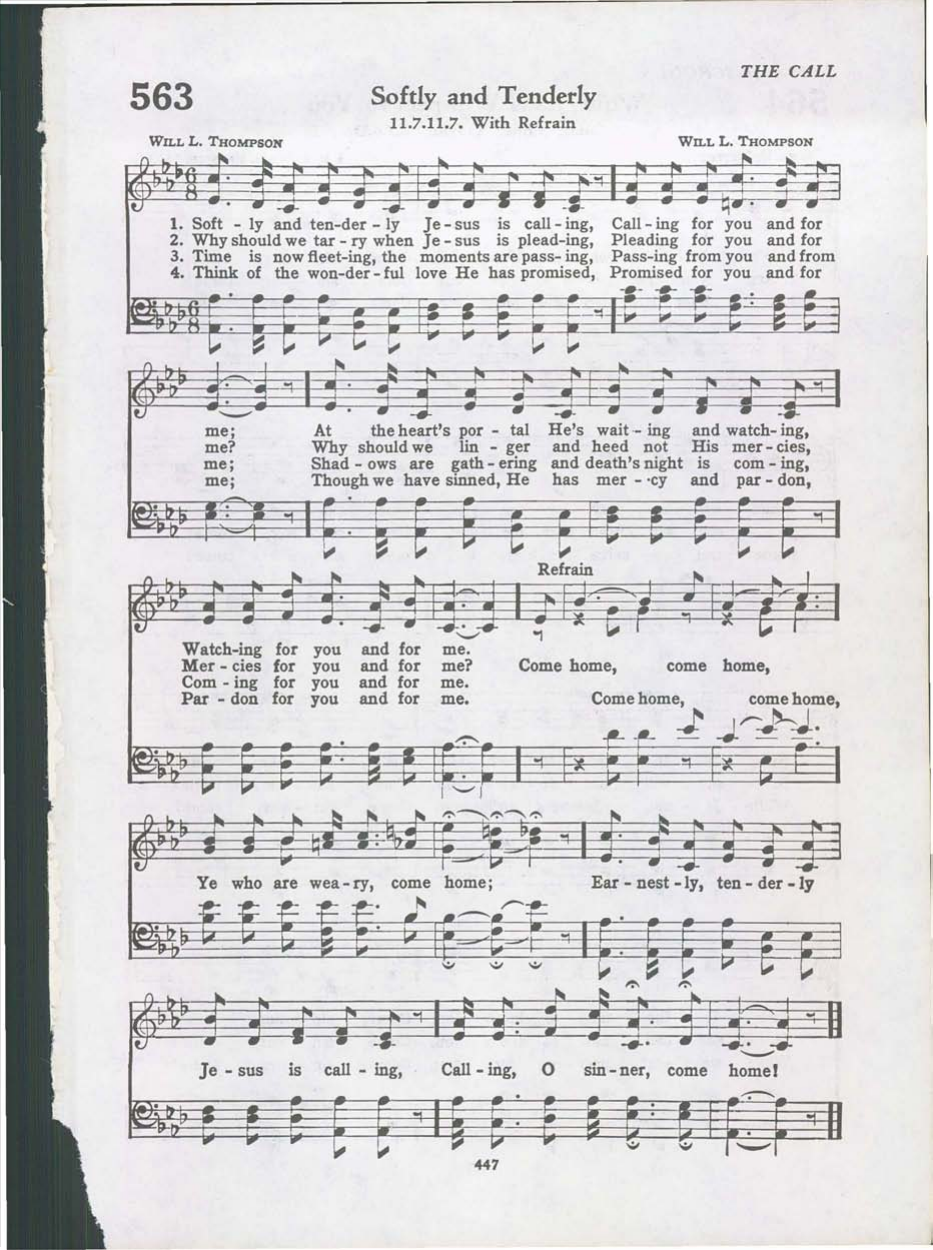 THE CALL
563
Softly and Tenderly
11.7-11.7. With Refrain
WILL L. THOMPSON WILL L. THOMPSON
1. Soft - ly and ten-der - ly Je - sus is call - ing, Call - ing for you and for
2. Why should we tar - ry when Je - sus is plead-ing, Pleading for you and for
3. Time is now fleet-ing, the moments are pass- ing, Pass-ing from you and from
4. Think of the won-der - ful love He has promised, Promised for you and for
me; At the heart's por - tal He's wait - ing and watch-ing,
me? Why should we lin - ger and heed not His mer-cies,
me; Shad - ows are gath - ering and death's night is com - ing,
me; Though we have sinned, He has mer - cy and par - don,
Refrain
Watch-ing for you and for me.
Mer - cies for you and for me? Come home, come home,
Com - ing for you and for me.
Par - don for you and for me. Come home, come home,
Ye who are wea - ry, come home; Ear - nest - ly, ten - der - ly
Je - sus is call - ing, Call - ing, O sin - ner, come home!
447